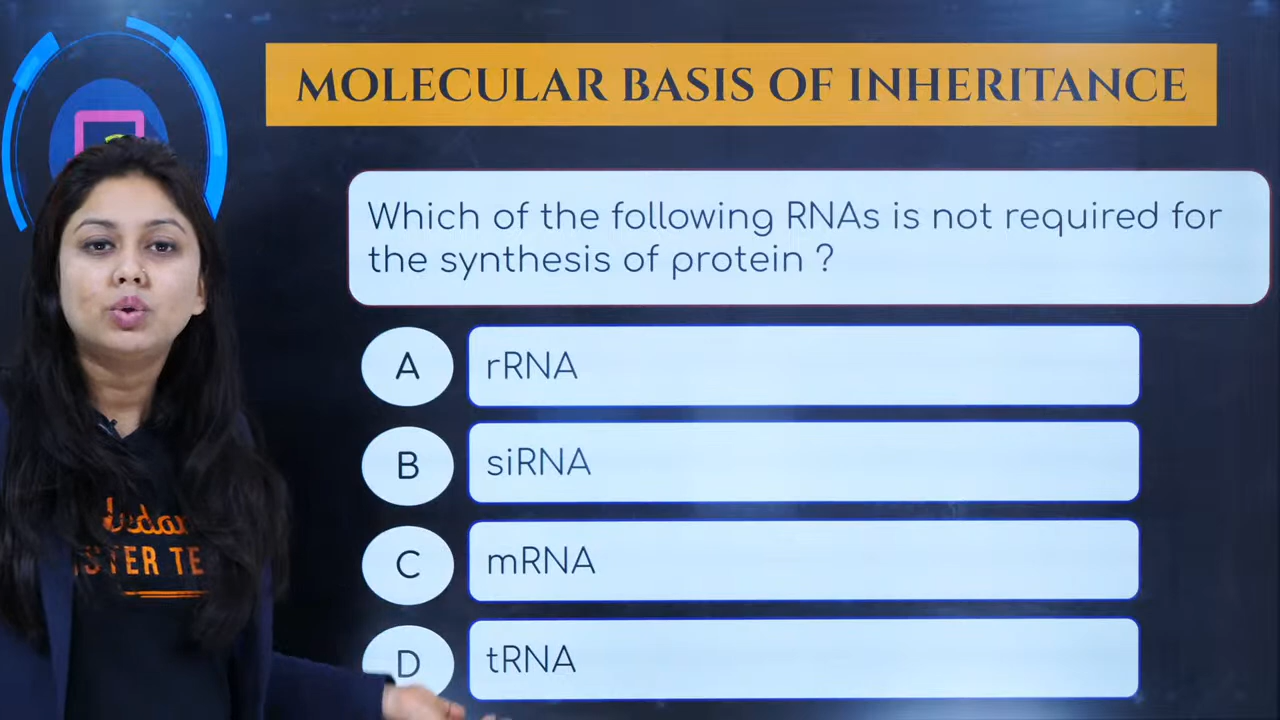 MOLECULAR BASIS OF INHERITANCE
Which of the following RNAs is not required for
the synthesis of protein ?
A rRNA
B siRNA
C mRNA
D tRNA